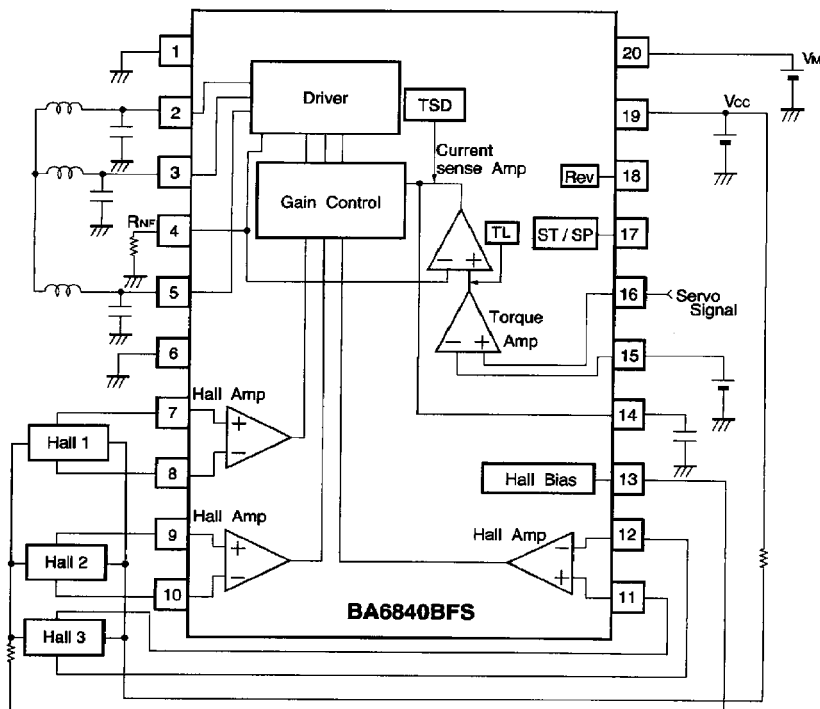 1
2
3
4
5
6
7
8
9
10
20
19
18
17
16
15
14
13
12
11
Driver
TSD
Current
sense Amp
Gain Control
TL
Torque
Amp
Rev
ST / SP
VM
Vcc
Servo
Signal
RNF
Hall Amp
Hall 1
Hall Amp
Hall 2
Hall 3
Hall Bias
Hall Amp
− +
− +
+
−
+
−
−
+
BA6840BFS